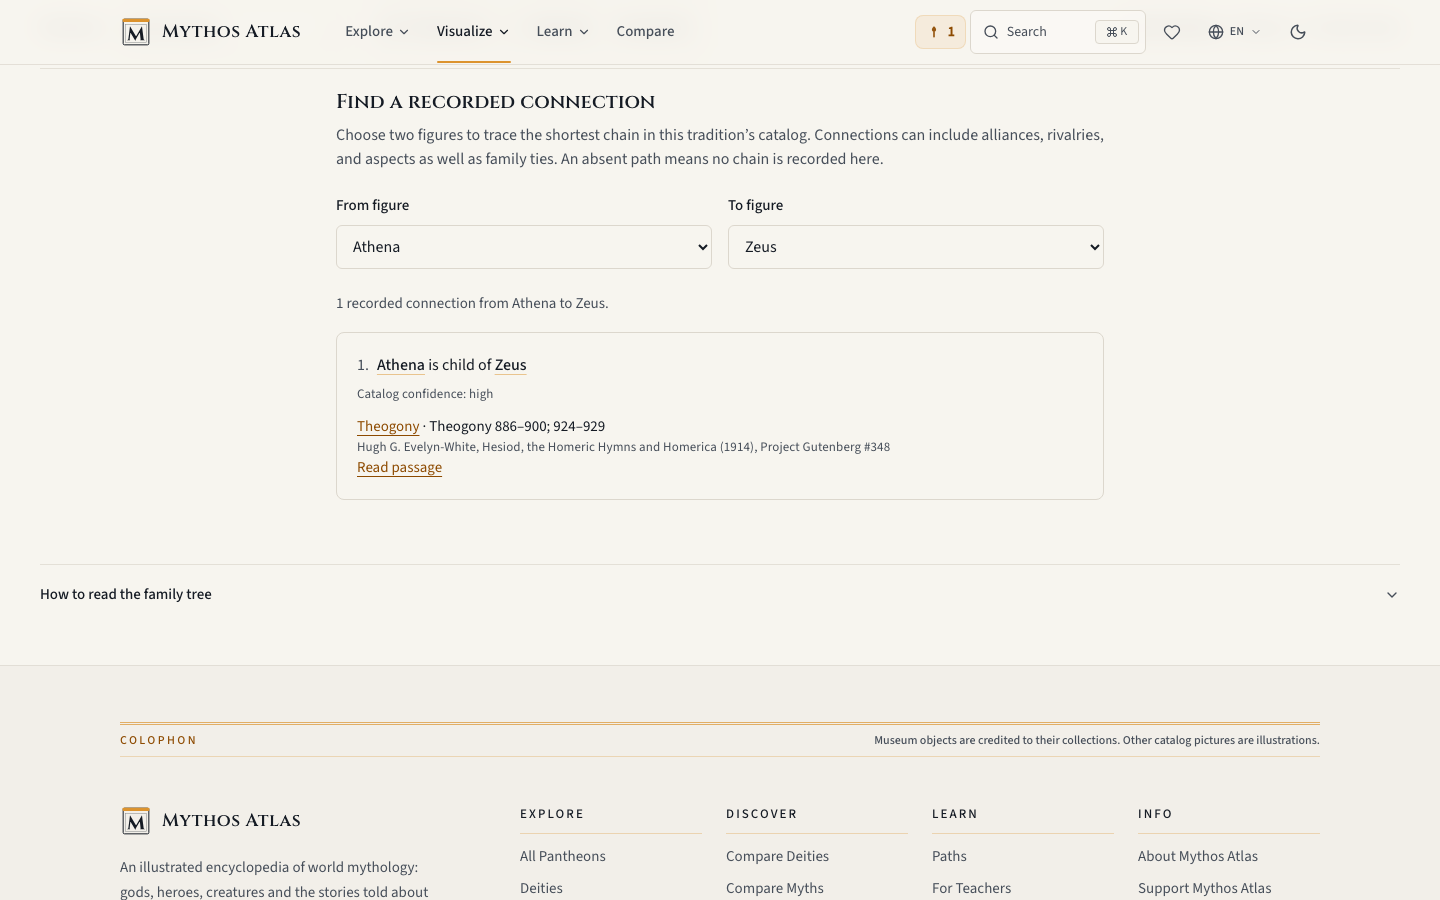 Mythos Atlas
Explore
Visualize
Learn
Compare
1
Search
⌘ K
EN
Find a recorded connection
Choose two figures to trace the shortest chain in this tradition’s catalog. Connections can include alliances, rivalries,
and aspects as well as family ties. An absent path means no chain is recorded here.
From figure
To figure
Athena
Zeus
1 recorded connection from Athena to Zeus.
1. Athena is child of Zeus
Catalog confidence: high
Theogony · Theogony 886–900; 924–929
Hugh G. Evelyn-White, Hesiod, the Homeric Hymns and Homerica (1914), Project Gutenberg #348
Read passage
How to read the family tree
COLOPHON
Museum objects are credited to their collections. Other catalog pictures are illustrations.
Mythos Atlas
An illustrated encyclopedia of world mythology:
gods, heroes, creatures and the stories told about
EXPLORE
All Pantheons
Deities
DISCOVER
Compare Deities
Compare Myths
LEARN
Paths
For Teachers
INFO
About Mythos Atlas
Support Mythos Atlas